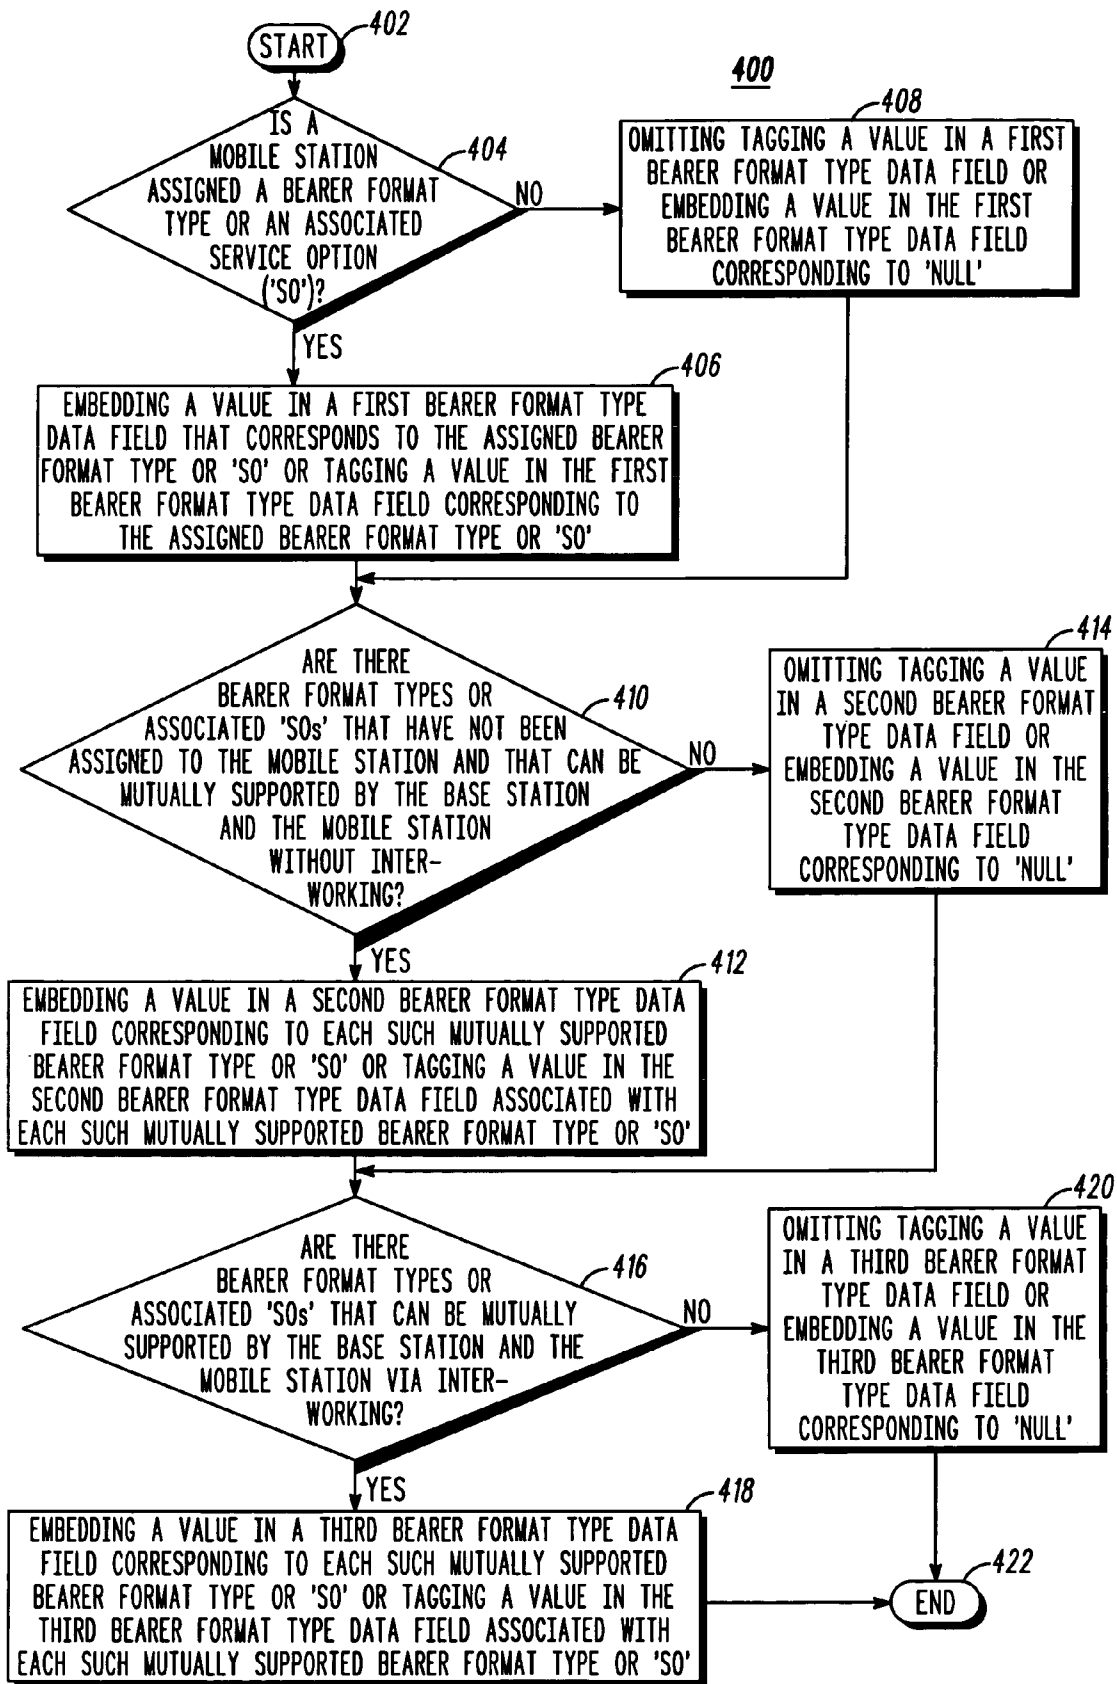 START
402
400
IS A
MOBILE STATION
ASSIGNED A BEARER FORMAT
TYPE OR AN ASSOCIATED
SERVICE OPTION
('SO')?
404
NO
408
OMITTING TAGGING A VALUE IN A FIRST
BEARER FORMAT TYPE DATA FIELD OR
EMBEDDING A VALUE IN THE FIRST
BEARER FORMAT TYPE DATA FIELD
CORRESPONDING TO 'NULL'
YES
406
EMBEDDING A VALUE IN A FIRST BEARER FORMAT TYPE
DATA FIELD THAT CORRESPONDS TO THE ASSIGNED BEARER
FORMAT TYPE OR 'SO' OR TAGGING A VALUE IN THE FIRST
BEARER FORMAT TYPE DATA FIELD CORRESPONDING TO
THE ASSIGNED BEARER FORMAT TYPE OR 'SO'
ARE THERE
BEARER FORMAT TYPES OR
ASSOCIATED 'SOs' THAT HAVE NOT BEEN
ASSIGNED TO THE MOBILE STATION AND THAT CAN BE
MUTUALLY SUPPORTED BY THE BASE STATION
AND THE MOBILE STATION
WITHOUT INTER-
WORKING?
410
NO
414
OMITTING TAGGING A VALUE
IN A SECOND BEARER FORMAT
TYPE DATA FIELD OR
EMBEDDING A VALUE IN THE
SECOND BEARER FORMAT
TYPE DATA FIELD
CORRESPONDING TO 'NULL'
YES
412
EMBEDDING A VALUE IN A SECOND BEARER FORMAT TYPE DATA
FIELD CORRESPONDING TO EACH SUCH MUTUALLY SUPPORTED
BEARER FORMAT TYPE OR 'SO' OR TAGGING A VALUE IN THE
SECOND BEARER FORMAT TYPE DATA FIELD ASSOCIATED WITH
EACH SUCH MUTUALLY SUPPORTED BEARER FORMAT TYPE OR 'SO'
ARE THERE
BEARER FORMAT TYPES OR
ASSOCIATED 'SOs' THAT CAN BE MUTUALLY
SUPPORTED BY THE BASE STATION AND THE
MOBILE STATION VIA INTER-
WORKING?
416
NO
420
OMITTING TAGGING A VALUE
IN A THIRD BEARER FORMAT
TYPE DATA FIELD OR
EMBEDDING A VALUE IN THE
THIRD BEARER FORMAT
TYPE DATA FIELD
CORRESPONDING TO 'NULL'
YES
418
EMBEDDING A VALUE IN A THIRD BEARER FORMAT TYPE DATA
FIELD CORRESPONDING TO EACH SUCH MUTUALLY SUPPORTED
BEARER FORMAT TYPE OR 'SO' OR TAGGING A VALUE IN THE
THIRD BEARER FORMAT TYPE DATA FIELD ASSOCIATED WITH
EACH SUCH MUTUALLY SUPPORTED BEARER FORMAT TYPE OR 'SO'
422
END